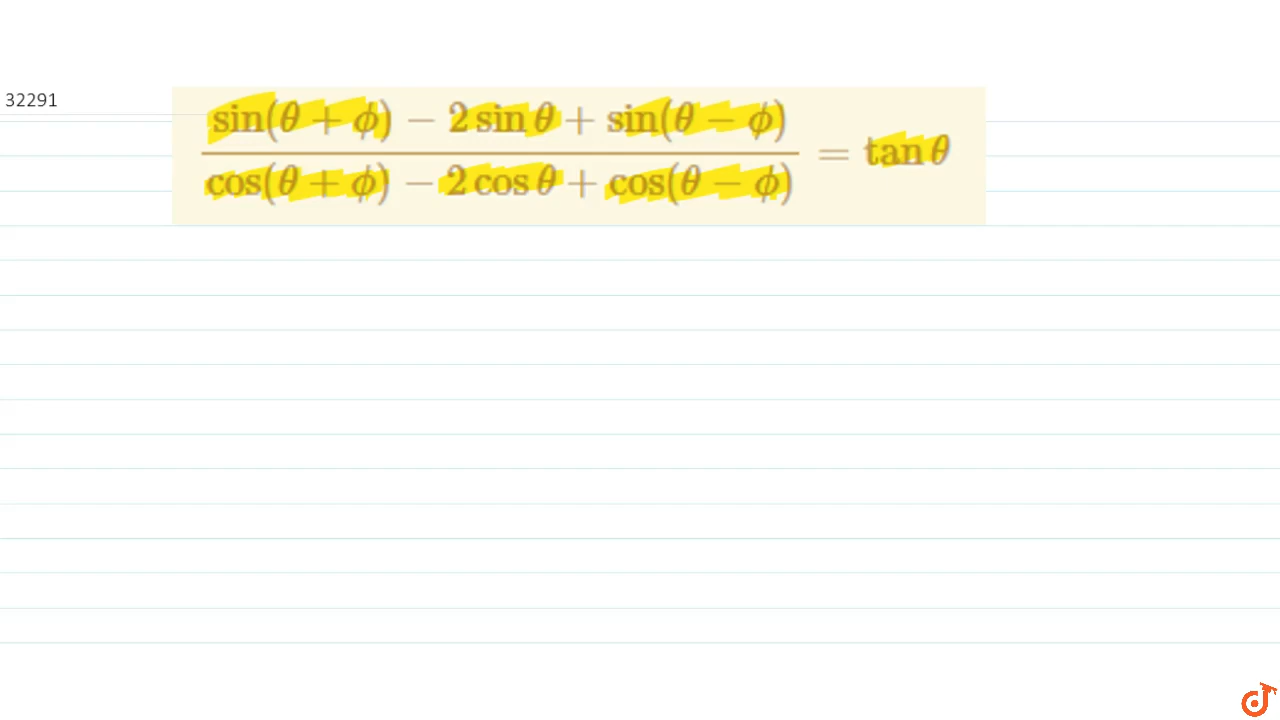 32291
sin(θ + ϕ) − 2 sin θ + sin(θ − ϕ)
cos(θ + ϕ) − 2 cos θ + cos(θ − ϕ)
= tan θ